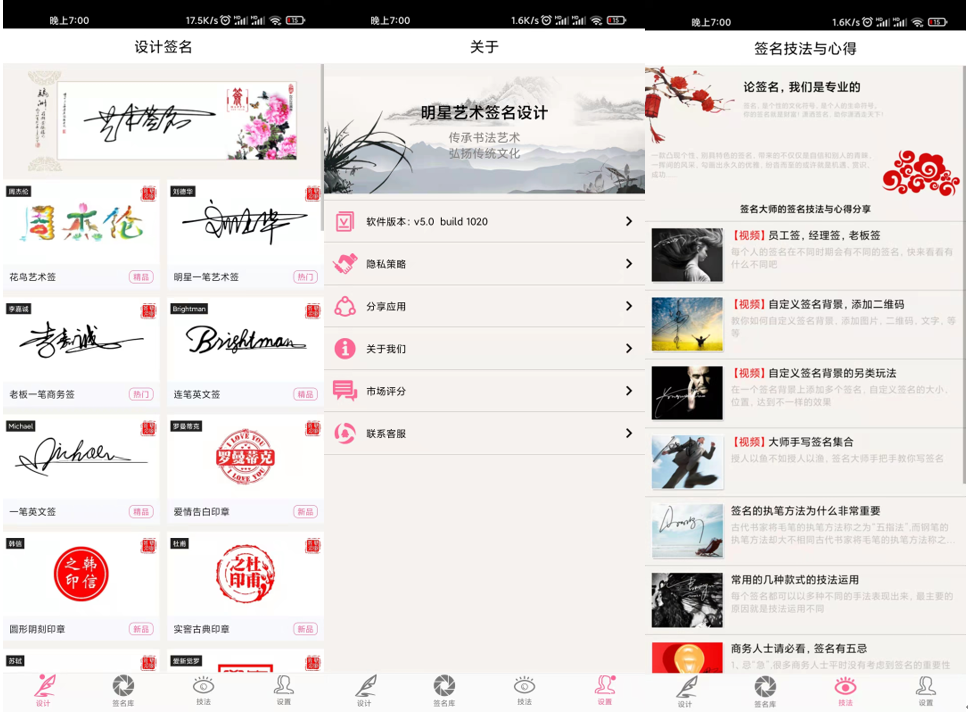 晚上7:00
17.5K/s
15
设计签名
艺术签名
周杰伦
花鸟艺术签
精品
刘德华
明星一笔艺术签
热门
李嘉诚
老板一笔商务签
热门
Brightman
Brightman
连笔英文签
精品
Michael
Michael
一笔英文签
精品
罗曼蒂克
I LOVE YOU
罗曼蒂克
I LOVE YOU
爱情告白印章
新品
韩信
韩信之印
圆形阴刻印章
新品
杜甫
杜甫之印
实窖古典印章
新品
苏轼
爱新觉罗
设计
签名库
技法
设置
晚上7:00
1.6K/s
15
关于
明星艺术签名设计
传承书法艺术
弘扬传统文化
软件版本：v5.0 build 1020
隐私策略
分享应用
关于我们
市场评分
联系客服
设计
签名库
技法
设置
晚上7:00
1.6K/s
15
签名技法与心得
论签名，我们是专业的
签名大师的签名技法与心得分享
【视频】员工签，经理签，老板签
每个人的签名在不同时期会有不同的签名，快来看看有
什么不同吧
【视频】自定义签名背景，添加二维码
教你如何自定义签名背景，添加图片，二维码，文字，等
等
【视频】自定义签名背景的另类玩法
在一个签名背景上添加多个签名，自定义签名的大小、
位置，达到不一样的效果
【视频】大师手写签名集合
授人以鱼不如授人以渔，签名大师手把手教你写签名
签名的执笔方法为什么非常重要
古代书家将毛笔的执笔方法称之为“五指法”,而钢笔的
执笔方法却大不相同古代书家将毛笔的执笔方法称之...
常用的几种款式的技法运用
每个签名都可以以多种不同的手法表现出来，最主要的
原因就是技法运用不同
商务人士请必看，签名有五忌
1、忌“急”.很多商务人士平时没有考虑到签名的重要性
设计
签名库
技法
设置